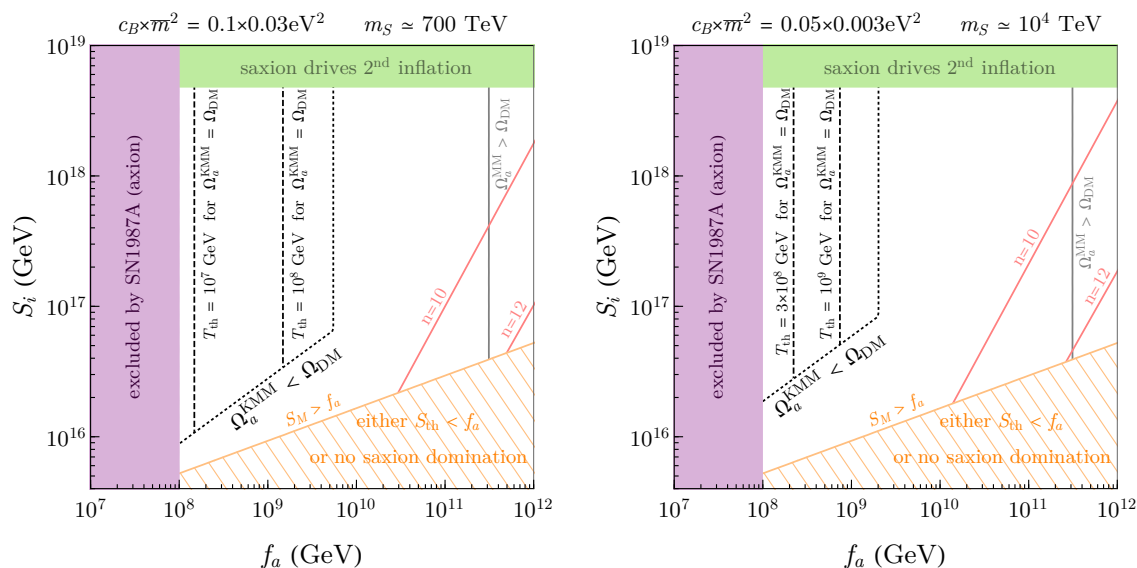 c_B×m̅² = 0.1×0.03eV² m_S ≃ 700 TeV
10¹⁹
saxion drives 2ⁿᵈ inflation
10¹⁸
10¹⁷
10¹⁶
S_i (GeV)
excluded by SN1987A (axion)
T_th = 10⁷ GeV for Ω_a^KMM = Ω_DM
T_th = 10⁸ GeV for Ω_a^KMM = Ω_DM
Ω_a^MM > Ω_DM
n=10
n=12
Ω_a^KMM < Ω_DM
S_M > f_a
either S_th < f_a
or no saxion domination
10⁷ 10⁸ 10⁹ 10¹⁰ 10¹¹ 10¹²
f_a (GeV)
c_B×m̅² = 0.05×0.003eV² m_S ≃ 10⁴ TeV
10¹⁹
saxion drives 2ⁿᵈ inflation
10¹⁸
10¹⁷
10¹⁶
S_i (GeV)
excluded by SN1987A (axion)
T_th = 3×10⁸ GeV for Ω_a^KMM = Ω_DM
T_th = 10⁹ GeV for Ω_a^KMM = Ω_DM
n=10
Ω_a^MM > Ω_DM
n=12
Ω_a^KMM < Ω_DM
S_M > f_a
either S_th < f_a
or no saxion domination
10⁷ 10⁸ 10⁹ 10¹⁰ 10¹¹ 10¹²
f_a (GeV)